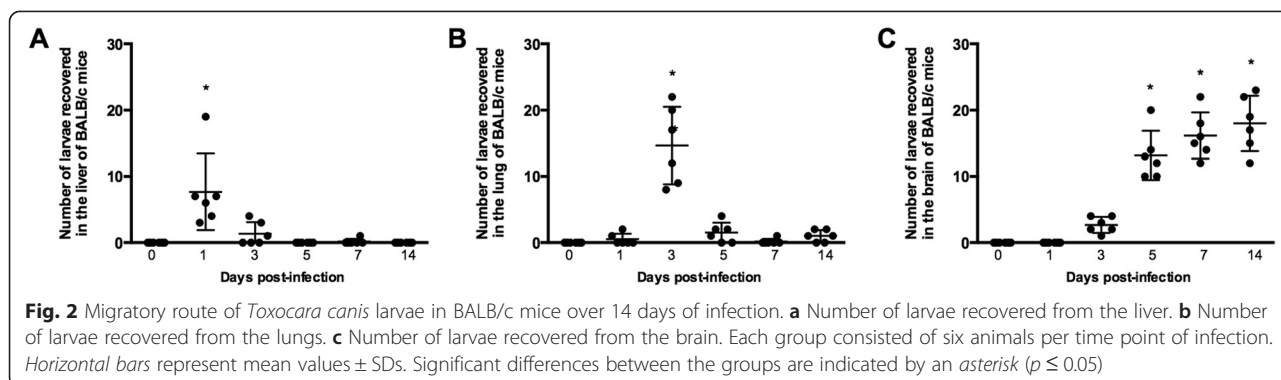 A
Number of larvae recovered
in the liver of BALB/c mice
30
20
10
0
*
0 1 3 5 7 14
Days post-infection
B
Number of larvae recovered
in the lung of BALB/c mice
30
20
10
0
*
0 1 3 5 7 14
Days post-infection
C
Number of larvae recovered
in the brain of BALB/c mice
30
20
10
0
* * *
0 1 3 5 7 14
Days post-infection
Fig. 2 Migratory route of Toxocara canis larvae in BALB/c mice over 14 days of infection. a Number of larvae recovered from the liver. b Number
of larvae recovered from the lungs. c Number of larvae recovered from the brain. Each group consisted of six animals per time point of infection.
Horizontal bars represent mean values ± SDs. Significant differences between the groups are indicated by an asterisk (p ≤ 0.05)